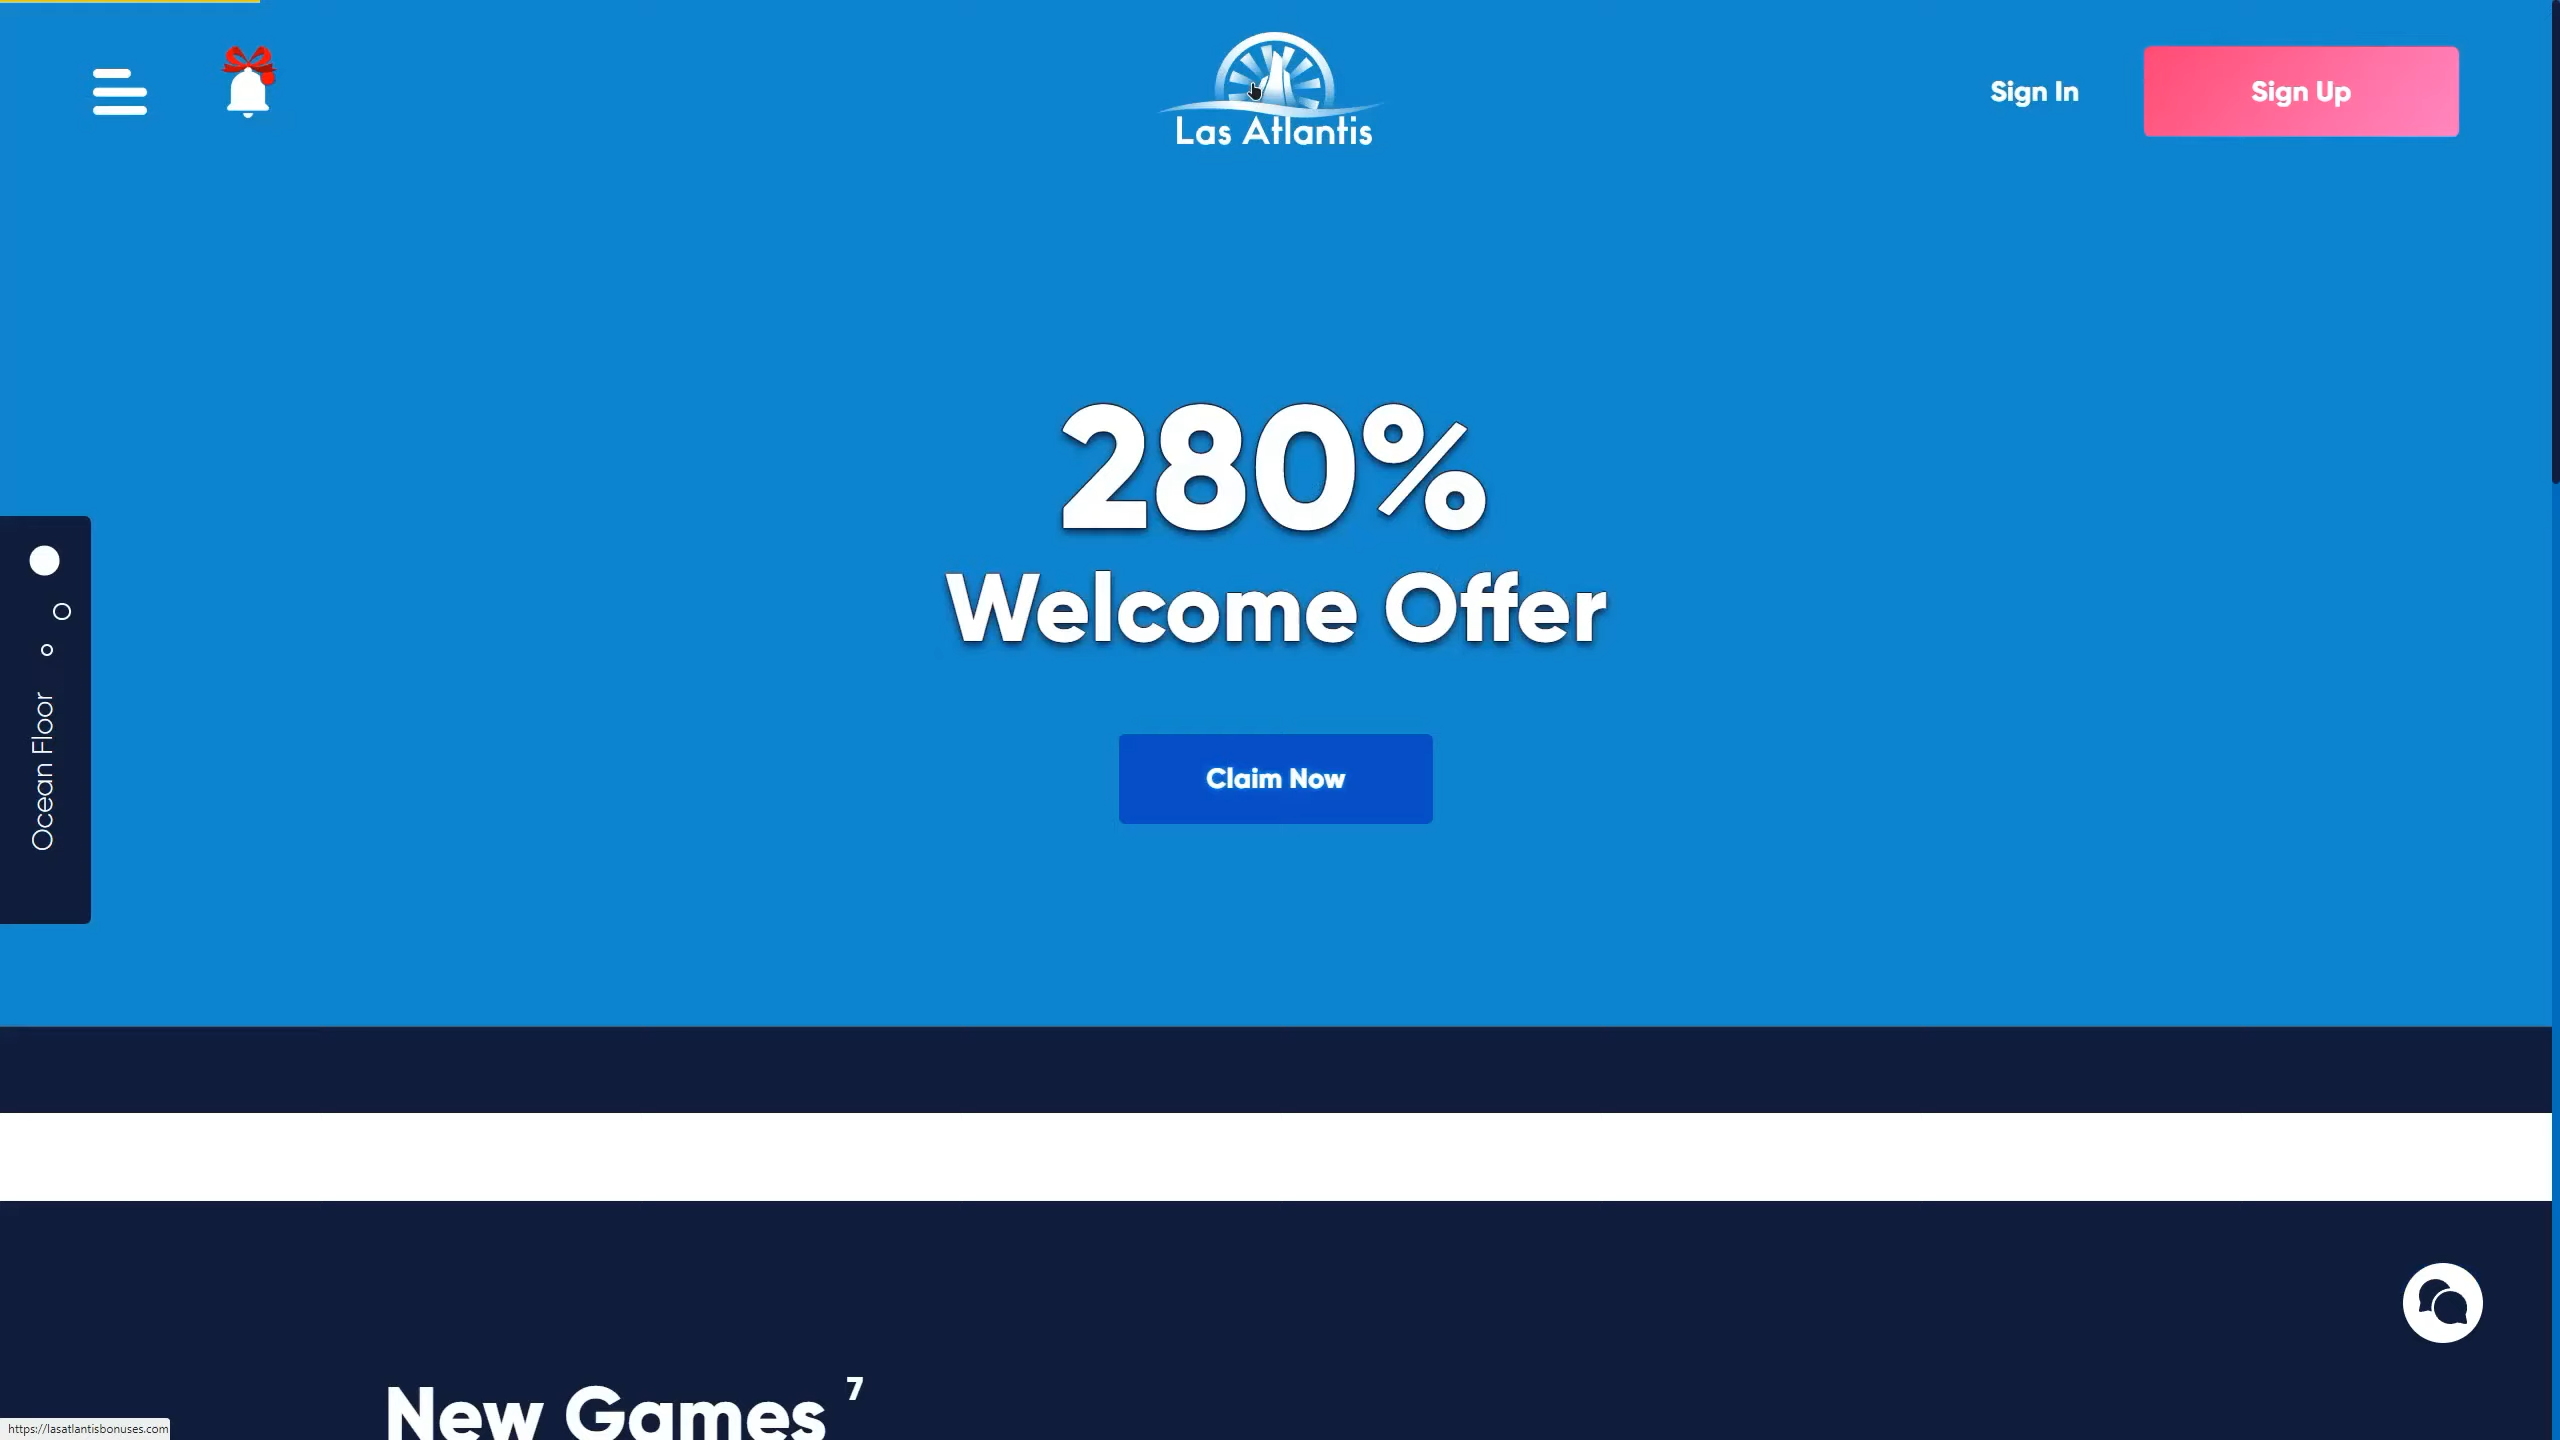 Las Atlantis
Sign In
Sign Up
280%
Welcome Offer
Claim Now
Ocean Floor
New Games 7
https://lasatlantisbonuses.com